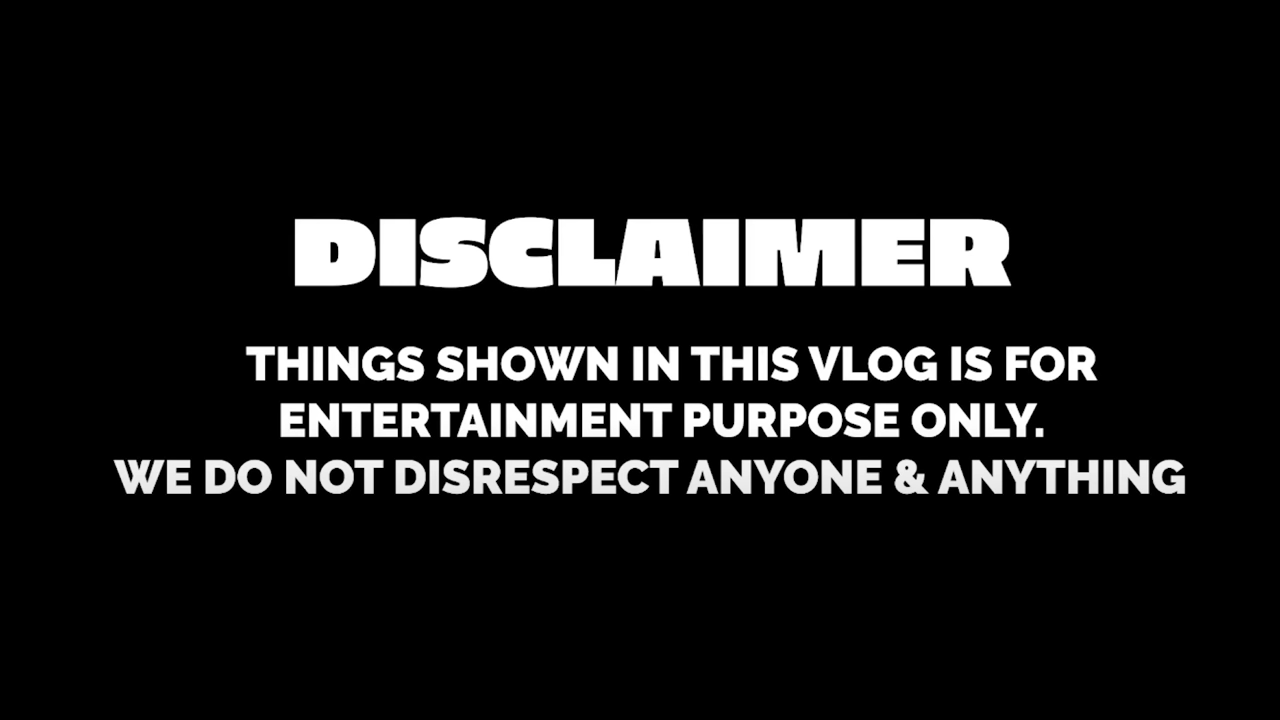 DISCLAIMER
THINGS SHOWN IN THIS VLOG IS FOR
ENTERTAINMENT PURPOSE ONLY.
WE DO NOT DISRESPECT ANYONE & ANYTHING